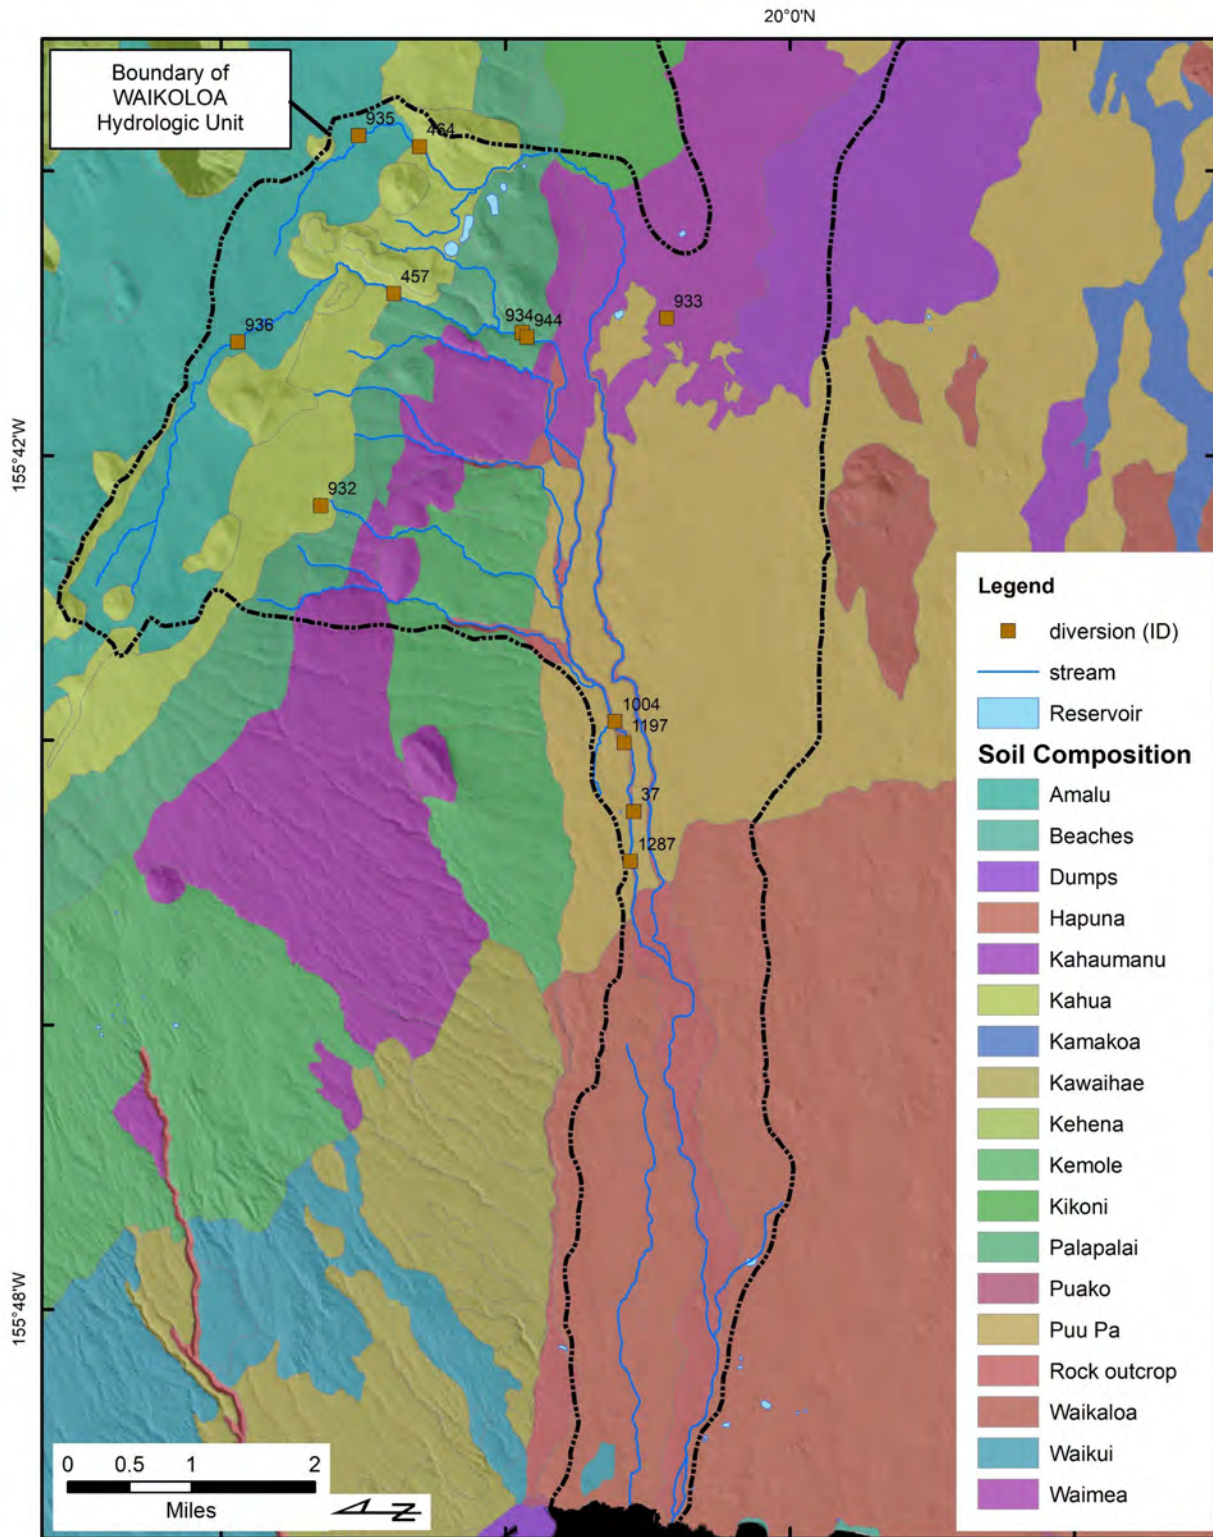 20°0'N
Boundary of
WAIKOLOA
Hydrologic Unit
935
464
457
936
934
944
933
155°42'W
932
1004
1197
37
1287
155°48'W
Legend
diversion (ID)
stream
Reservoir
Soil Composition
Amalu
Beaches
Dumps
Hapuna
Kahaumanu
Kahua
Kamakoa
Kawaihae
Kehena
Kemole
Kikoni
Palapalai
Puako
Puu Pa
Rock outcrop
Waikaloa
Waikui
Waimea
0 0.5 1 2
Miles
N